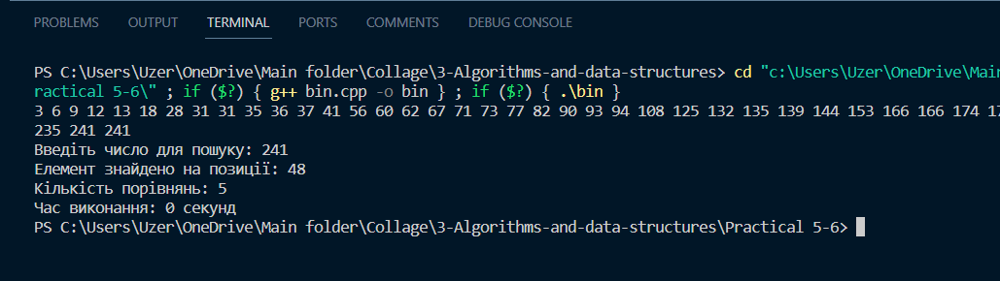 PROBLEMS OUTPUT TERMINAL PORTS COMMENTS DEBUG CONSOLE
PS C:\Users\Uzer\OneDrive\Main folder\Collage\3-Algorithms-and-data-structures> cd "c:\Users\Uzer\OneDrive\Main
ractical 5-6\" ; if ($?) { g++ bin.cpp -o bin } ; if ($?) { .\bin }
3 6 9 12 13 18 28 31 31 35 36 37 41 56 60 62 67 71 73 77 82 90 93 94 108 125 132 135 139 144 153 166 166 174
235 241 241
Введіть число для пошуку: 241
Елемент знайдено на позиції: 48
Кількість порівнянь: 5
Час виконання: 0 секунд
PS C:\Users\Uzer\OneDrive\Main folder\Collage\3-Algorithms-and-data-structures\Practical 5-6>